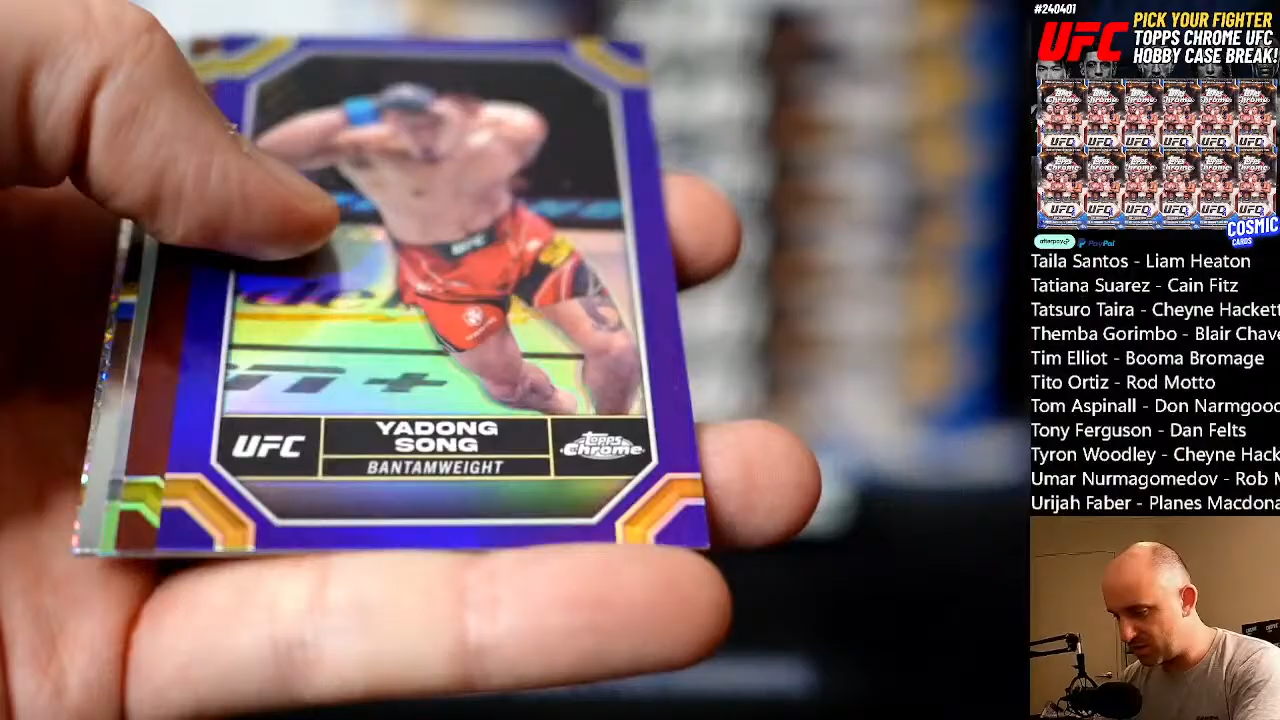 YADONG
SONG
UFC
BANTAMWEIGHT
Topps
Chrome
n +
#240401
UFC
PICK YOUR FIGHTER
TOPPS CHROME UFC
HOBBY CASE BREAK!
COSMIC
CARDS
afterpay
PayPal
Taila Santos - Liam Heaton
Tatiana Suarez - Cain Fitz
Tatsuro Taira - Cheyne Hackett
Themba Gorimbo - Blair Chave
Tim Elliot - Booma Bromage
Tito Ortiz - Rod Motto
Tom Aspinall - Don Narmgooc
Tony Ferguson - Dan Felts
Tyron Woodley - Cheyne Hack
Umar Nurmagomedov - Rob M
Urijah Faber - Planes Macdona